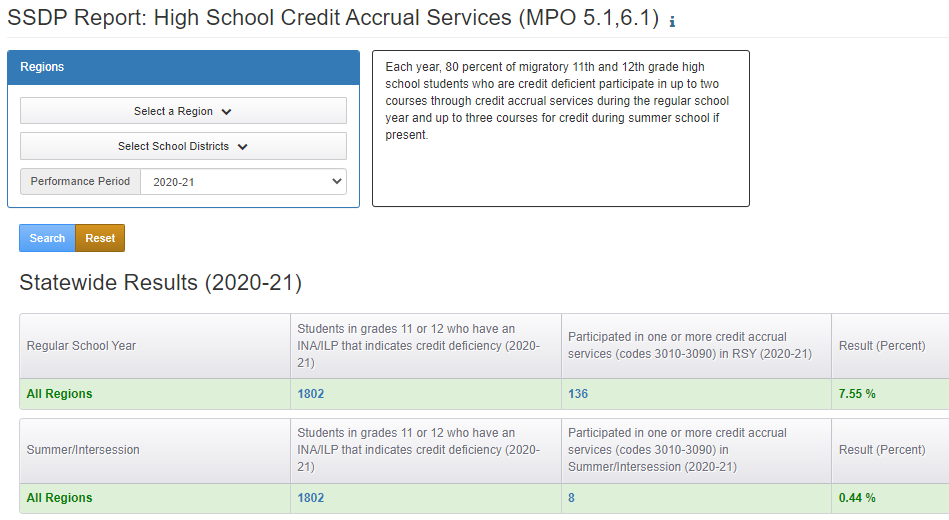 SSDP Report: High School Credit Accrual Services (MPO 5.1,6.1) i
Regions
Select a Region
Select School Districts
Performance Period 2020-21
Each year, 80 percent of migratory 11th and 12th grade high
school students who are credit deficient participate in up to two
courses through credit accrual services during the regular school
year and up to three courses for credit during summer school if
present.
Search Reset
Statewide Results (2020-21)
Regular School Year
Students in grades 11 or 12 who have an
INA/ILP that indicates credit deficiency (2020-
21)
Participated in one or more credit accrual
services (codes 3010-3090) in RSY (2020-21)
Result (Percent)
All Regions 1802 136 7.55 %
Summer/Intersession
Students in grades 11 or 12 who have an
INA/ILP that indicates credit deficiency (2020-
21)
Participated in one or more credit accrual
services (codes 3010-3090) in
Summer/Intersession (2020-21)
Result (Percent)
All Regions 1802 8 0.44 %